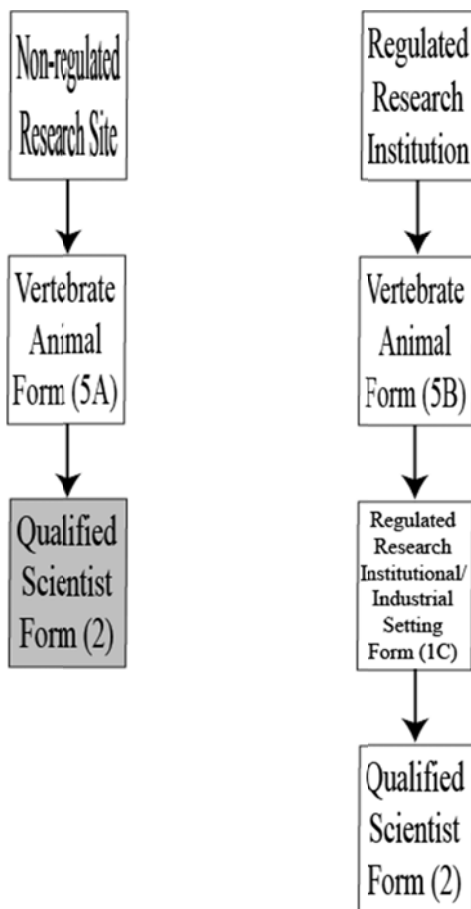 Non-regulated
Research Site
Vertebrate
Animal
Form (5A)
Qualified
Scientist
Form (2)
Regulated
Research
Institution
Vertebrate
Animal
Form (5B)
Regulated
Research
Institutional/
Industrial
Setting
Form (1C)
Qualified
Scientist
Form (2)